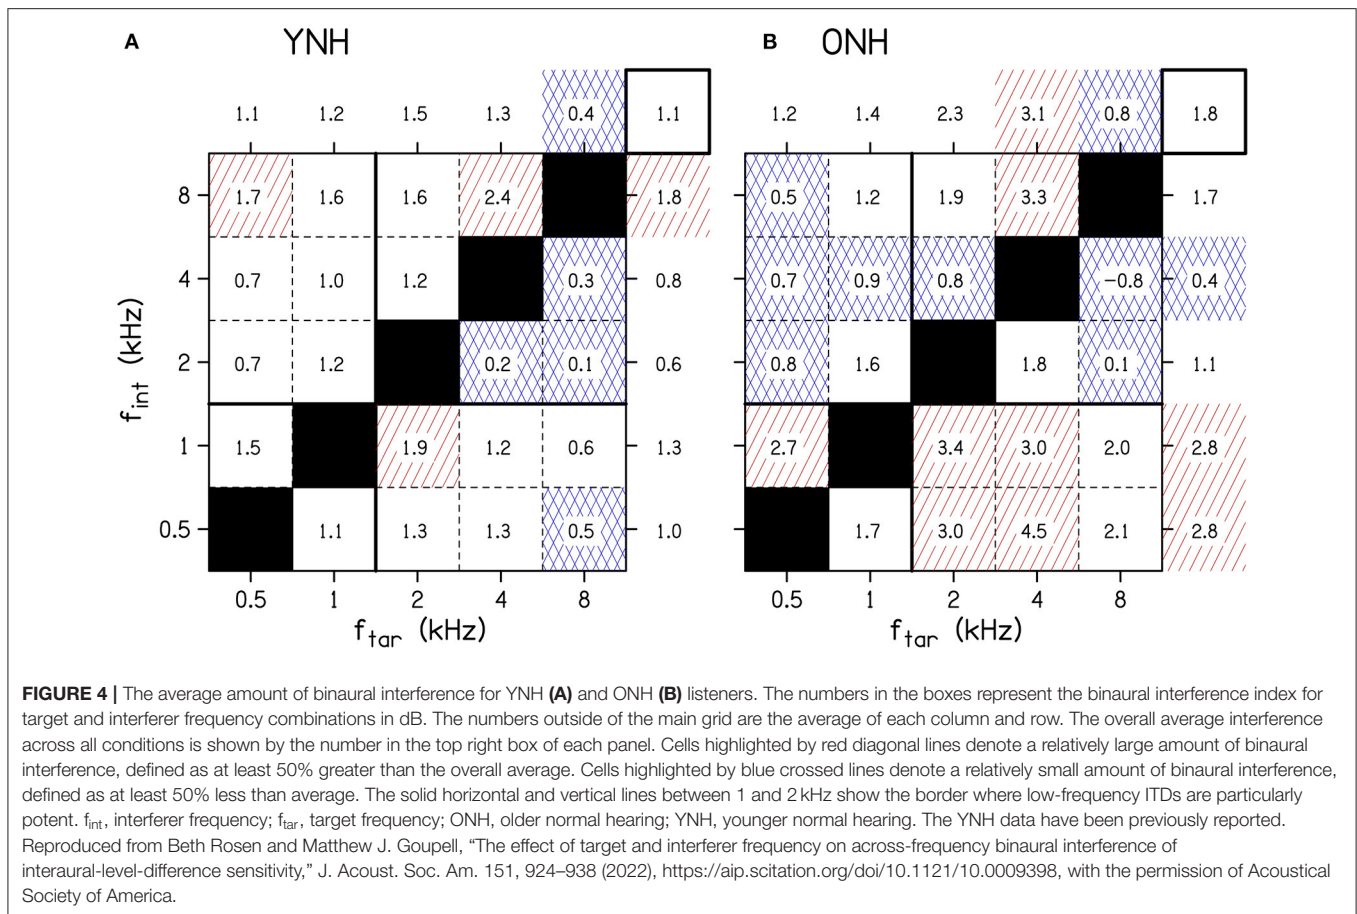 A YNH
1.1 1.2 1.5 1.3 0.4 1.1
8 1.7 1.6 1.6 2.4 1.8
4 0.7 1.0 1.2 0.3 0.8
2 0.7 1.2 0.2 0.1 0.6
1 1.5 1.9 1.2 0.6 1.3
0.5 1.1 1.3 1.3 0.5 1.0
0.5 1 2 4 8
f_int (kHz)
f_tar (kHz)
B ONH
1.2 1.4 2.3 3.1 0.8 1.8
0.5 1.2 1.9 3.3 1.7
0.7 0.9 0.8 −0.8 0.4
0.8 1.6 1.8 0.1 1.1
2.7 3.4 3.0 2.0 2.8
1.7 3.0 4.5 2.1 2.8
0.5 1 2 4 8
f_tar (kHz)
FIGURE 4 | The average amount of binaural interference for YNH (A) and ONH (B) listeners. The numbers in the boxes represent the binaural interference index for
target and interferer frequency combinations in dB. The numbers outside of the main grid are the average of each column and row. The overall average interference
across all conditions is shown by the number in the top right box of each panel. Cells highlighted by red diagonal lines denote a relatively large amount of binaural
interference, defined as at least 50% greater than the overall average. Cells highlighted by blue crossed lines denote a relatively small amount of binaural interference,
defined as at least 50% less than average. The solid horizontal and vertical lines between 1 and 2 kHz show the border where low-frequency ITDs are particularly
potent. f_int, interferer frequency; f_tar, target frequency; ONH, older normal hearing; YNH, younger normal hearing. The YNH data have been previously reported.
Reproduced from Beth Rosen and Matthew J. Goupell, “The effect of target and interferer frequency on across-frequency binaural interference of
interaural-level-difference sensitivity,” J. Acoust. Soc. Am. 151, 924–938 (2022), https://aip.scitation.org/doi/10.1121/10.0009398, with the permission of Acoustical
Society of America.